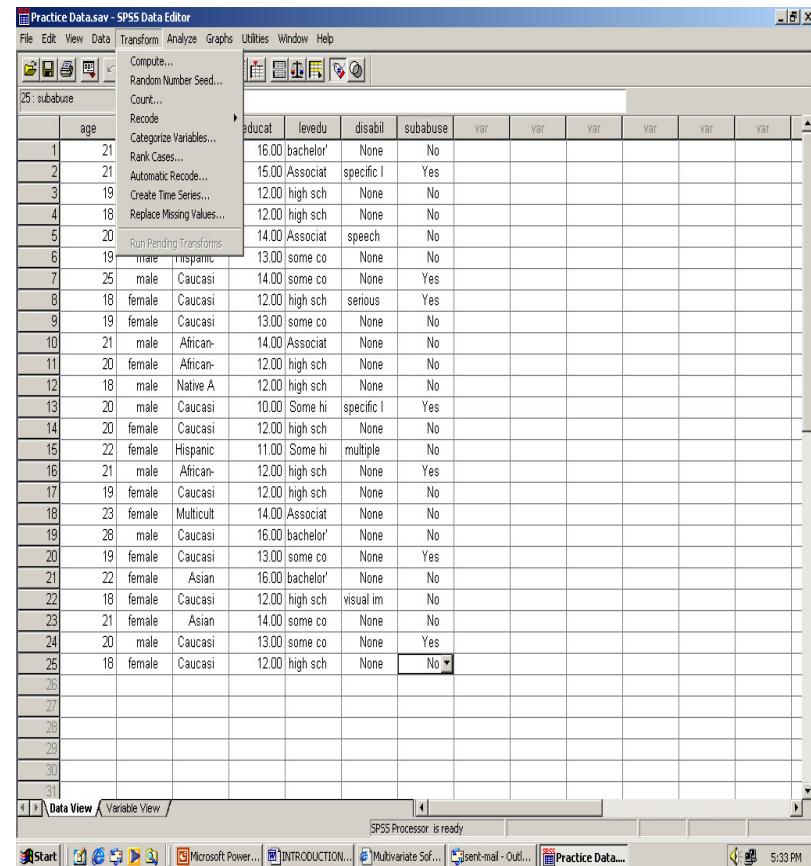 Practice Data.sav - SPSS Data Editor
File Edit View Data Transform Analyze Graphs Utilities Window Help
Compute...
Random Number Seed...
Count...
Recode
Categorize Variables...
Rank Cases...
Automatic Recode...
Create Time Series...
Replace Missing Values...
Run Pending Transforms
25 : subabuse
age educat levedu disabil subabuse var var var var var var
1 21 16.00 bachelor' None No
2 21 15.00 Associat specific l Yes
3 19 12.00 high sch None No
4 18 12.00 high sch None No
5 20 14.00 Associat speech No
6 19 male Hispanic 13.00 some co None No
7 25 male Caucasi 14.00 some co None Yes
8 18 female Caucasi 12.00 high sch serious Yes
9 19 female Caucasi 13.00 some co None No
10 21 male African- 14.00 Associat None No
11 20 female African- 12.00 high sch None No
12 18 male Native A 12.00 high sch None No
13 20 male Caucasi 10.00 Some hi specific l Yes
14 20 female Caucasi 12.00 high sch None No
15 22 female Hispanic 11.00 Some hi multiple No
16 21 male African- 12.00 high sch None Yes
17 19 female Caucasi 12.00 high sch None No
18 23 female Multicult 14.00 Associat None No
19 28 male Caucasi 16.00 bachelor' None No
20 19 female Caucasi 13.00 some co None Yes
21 22 female Asian 16.00 bachelor' None No
22 18 female Caucasi 12.00 high sch visual im No
23 21 female Asian 14.00 some co None No
24 20 male Caucasi 13.00 some co None Yes
25 18 female Caucasi 12.00 high sch None No
26
27
28
29
30
31
Data View Variable View
SPSS Processor is ready
Start Microsoft Power... INTRODUCTION... Multivariate Sof... sent-mail - Outl... Practice Data.... 5:33 PM